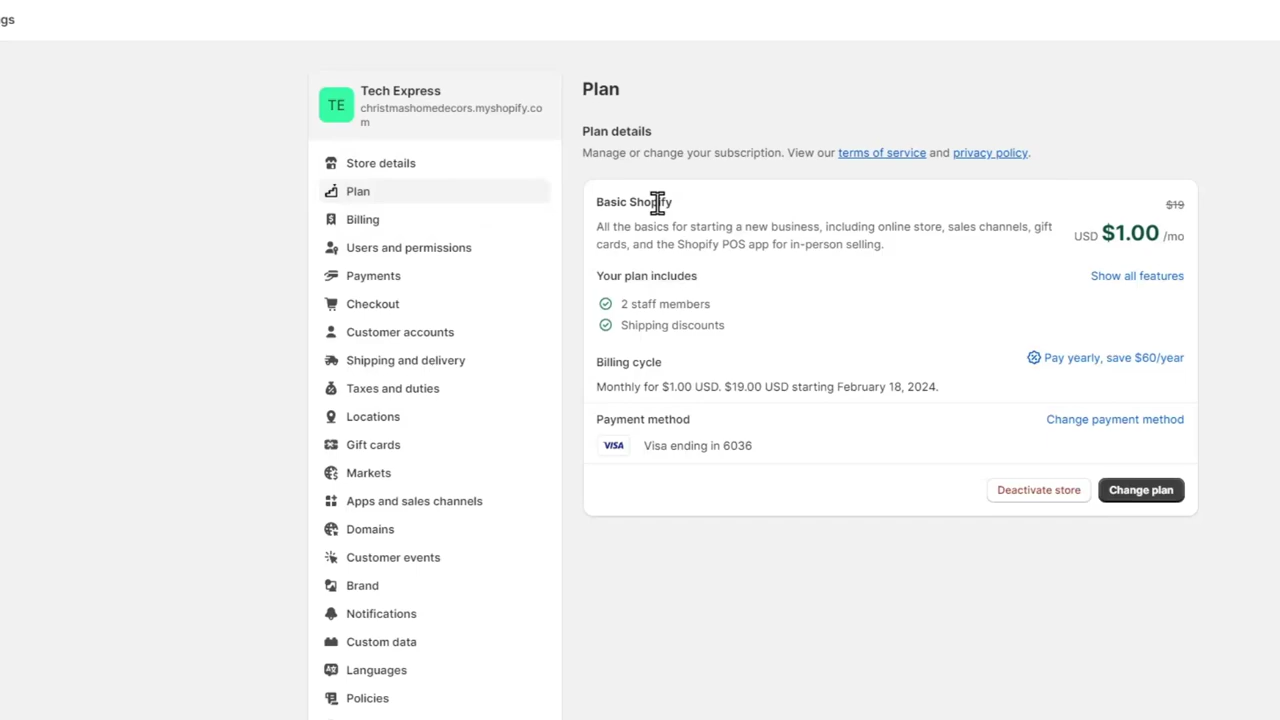 gs
TE
Tech Express
christmashomedecors.myshopify.co
m
Store details
Plan
Billing
Users and permissions
Payments
Checkout
Customer accounts
Shipping and delivery
Taxes and duties
Locations
Gift cards
Markets
Apps and sales channels
Domains
Customer events
Brand
Notifications
Custom data
Languages
Policies
Plan
Plan details
Manage or change your subscription. View our terms of service and privacy policy.
Basic Shopify
$19
All the basics for starting a new business, including online store, sales channels, gift
cards, and the Shopify POS app for in-person selling.
USD $1.00 /mo
Your plan includes
Show all features
2 staff members
Shipping discounts
Billing cycle
Pay yearly, save $60/year
Monthly for $1.00 USD. $19.00 USD starting February 18, 2024.
Payment method
Change payment method
VISA
Visa ending in 6036
Deactivate store
Change plan